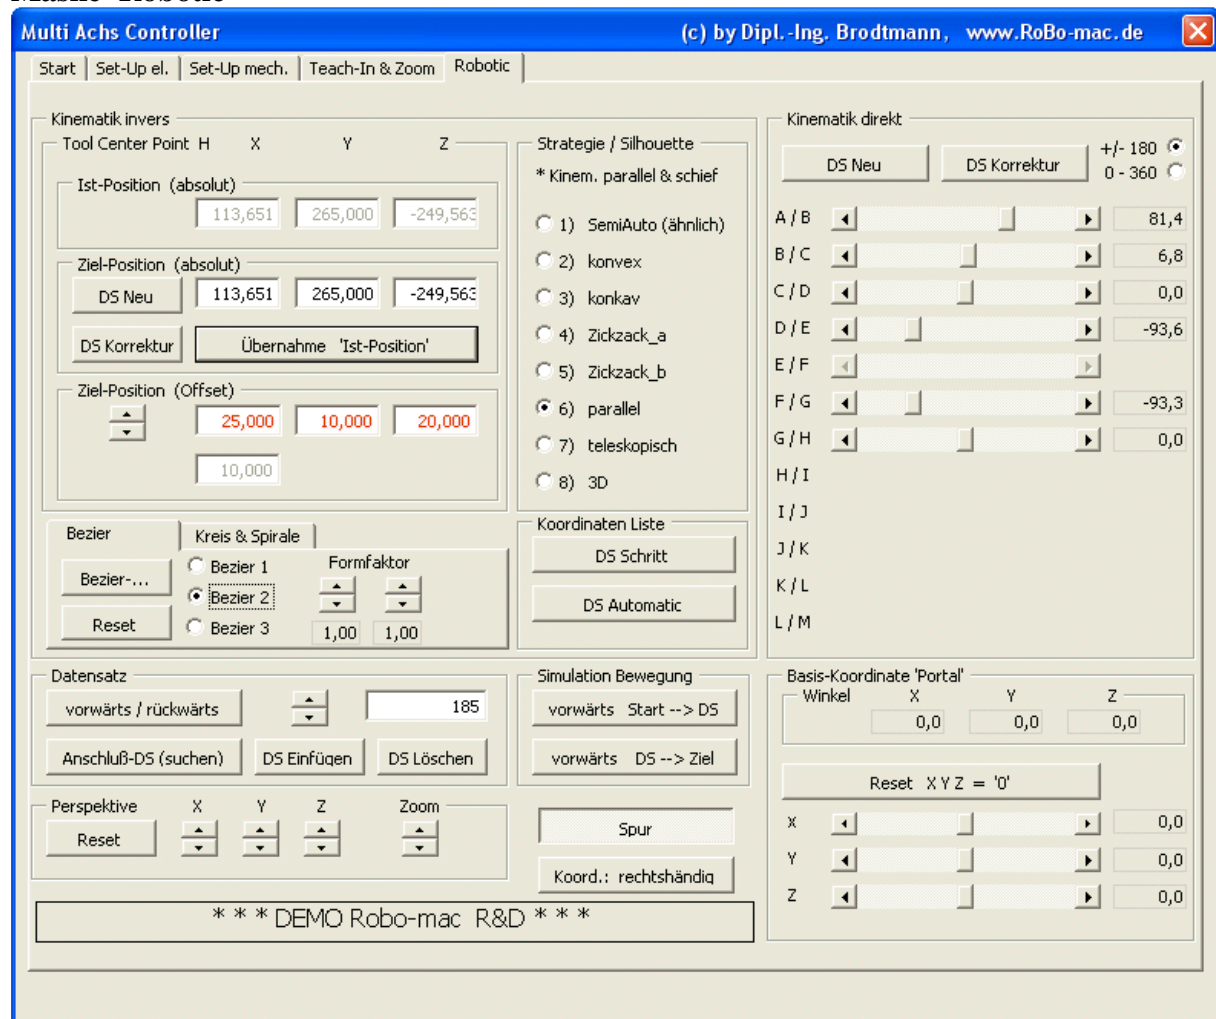 Multi Achs Controller (c) by Dipl.-Ing. Brodtmann, www.RoBo-mac.de
Start Set-Up el. Set-Up mech. Teach-In & Zoom Robotic
Kinematik invers
Tool Center Point H X Y Z
Ist-Position (absolut)
113,651 265,000 -249,563
Ziel-Position (absolut)
DS Neu 113,651 265,000 -249,563
DS Korrektur Übernahme 'Ist-Position'
Ziel-Position (Offset)
25,000 10,000 20,000
10,000
Strategie / Silhouette
* Kinem. parallel & schief
1) SemiAuto (ähnlich)
2) konvex
3) konkav
4) Zickzack_a
5) Zickzack_b
6) parallel
7) teleskopisch
8) 3D
Bezier Kreis & Spirale
Bezier-...
Reset
Bezier 1
Bezier 2
Bezier 3
Formfaktor
1,00 1,00
Koordinaten Liste
DS Schritt
DS Automatic
Datensatz
vorwärts / rückwärts 185
Anschluß-DS (suchen) DS Einfügen DS Löschen
Simulation Bewegung
vorwärts Start --> DS
vorwärts DS --> Ziel
Perspektive X Y Z Zoom
Reset
Spur
Koord.: rechtshändig
* * * DEMO Robo-mac R&D * * *
Kinematik direkt
DS Neu DS Korrektur
+/- 180
0 - 360
A / B 81,4
B / C 6,8
C / D 0,0
D / E -93,6
E / F
F / G -93,3
G / H 0,0
H / I
I / J
J / K
K / L
L / M
Basis-Koordinate 'Portal'
Winkel X Y Z
0,0 0,0 0,0
Reset X Y Z = '0'
X 0,0
Y 0,0
Z 0,0